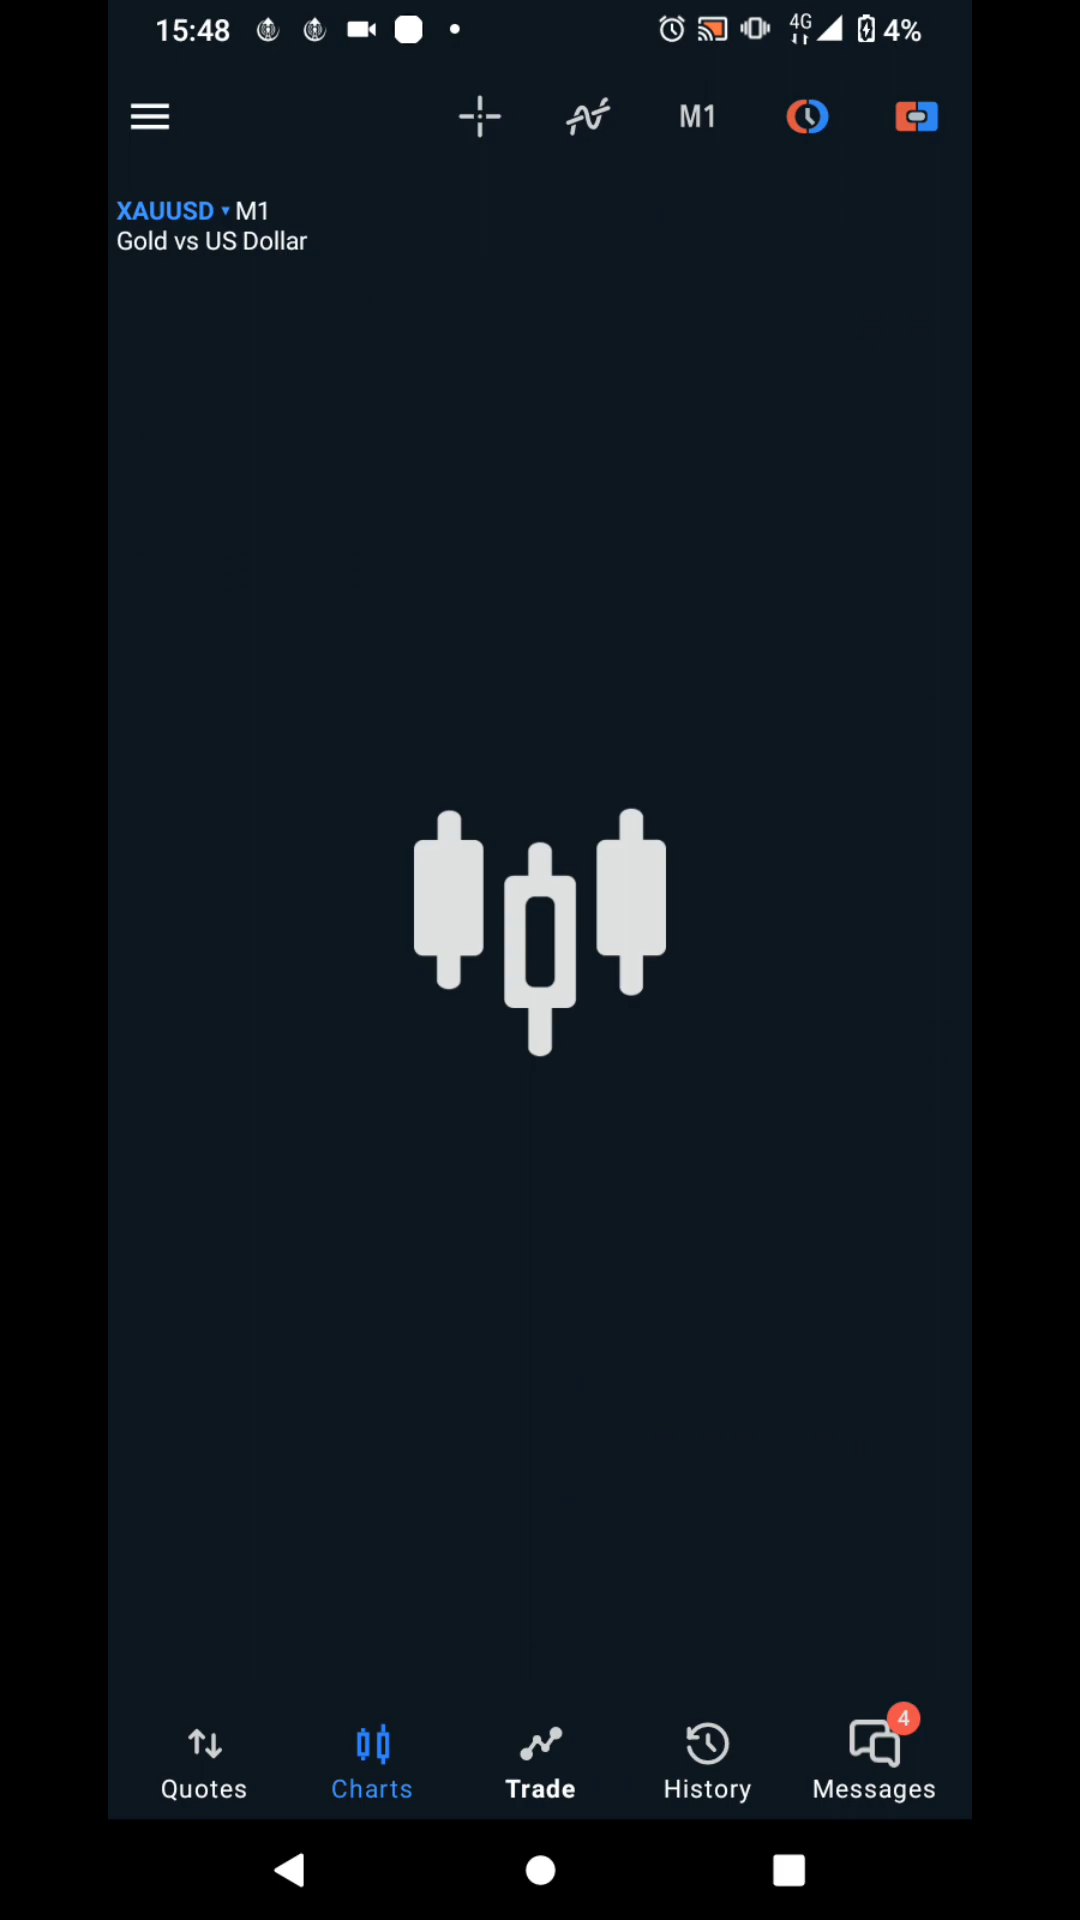 15:48 4G 4%
M1
XAUUSD ▾ M1
Gold vs US Dollar
4
Quotes Charts Trade History Messages